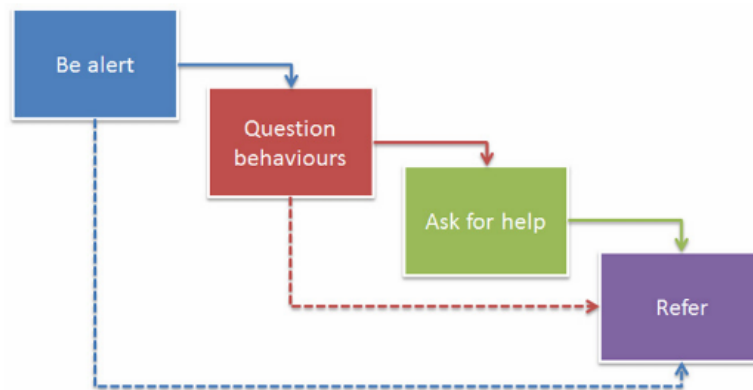 Be alert
Question
behaviours
Ask for help
Refer